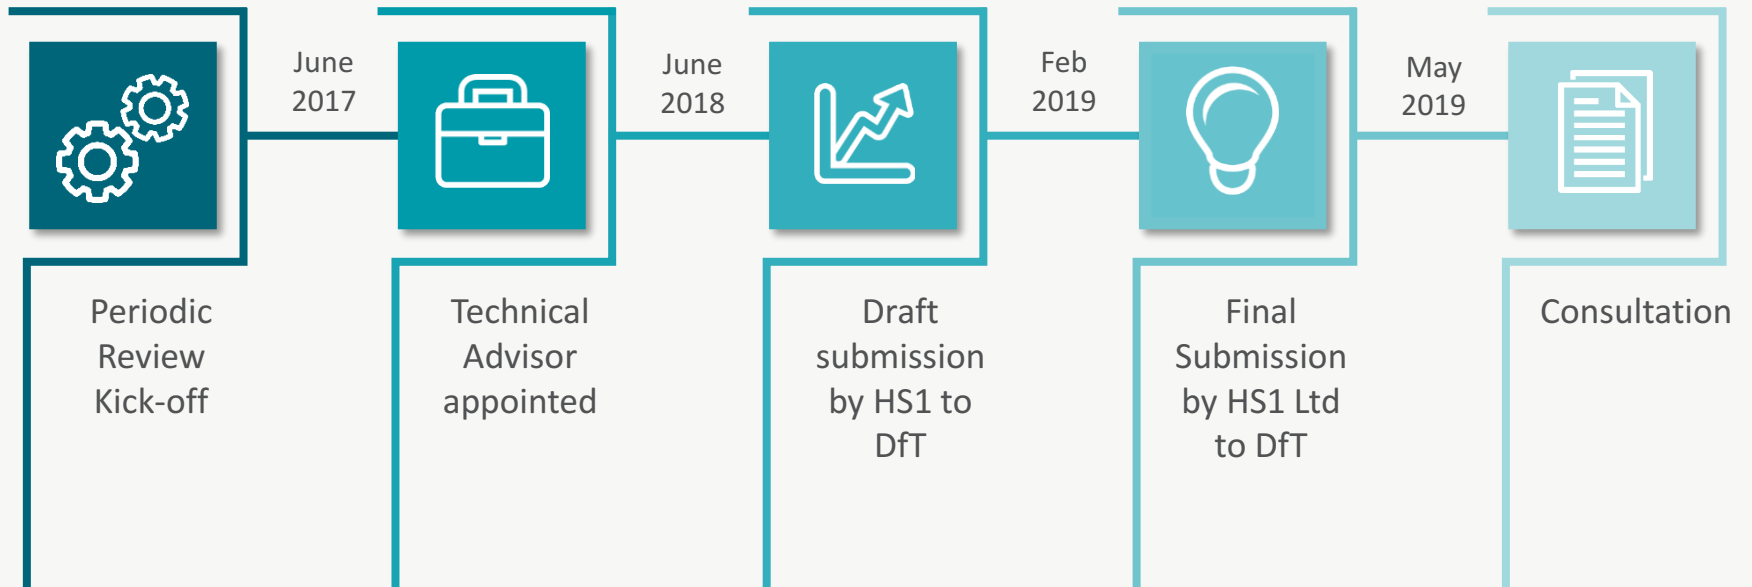 June
2017
June
2018
Feb
2019
May
2019
Periodic
Review
Kick-off
Technical
Advisor
appointed
Draft
submission
by HS1 to
DfT
Final
Submission
by HS1 Ltd
to DfT
Consultation